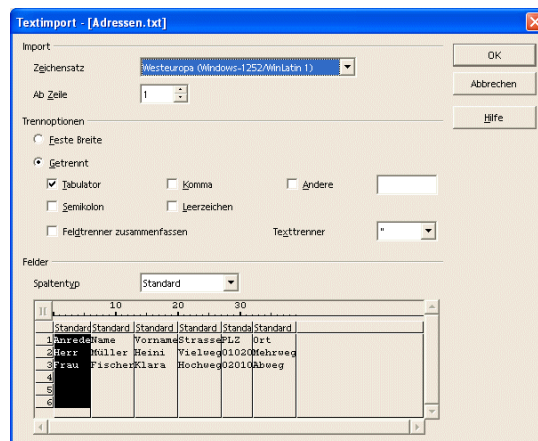 Textimport - [Adressen.txt]
Import
OK
Zeichensatz Westeuropa (Windows-1252/WinLatin 1)
Abbrechen
Ab Zeile 1
Hilfe
Trennoptionen
Feste Breite
Getrennt
Tabulator Komma Andere
Semikolon Leerzeichen
Feldtrenner zusammenfassen Texttrenner "
Felder
Spaltentyp Standard
10 20 30
Standard Standard Standard Standard Standa Standard
1 Anrede Name Vorname Strasse PLZ Ort
2 Herr Müller Heini Vielweg 01020 Mehrweg
3 Frau Fischer Klara Hochweg 02010 Abweg
4
5
6